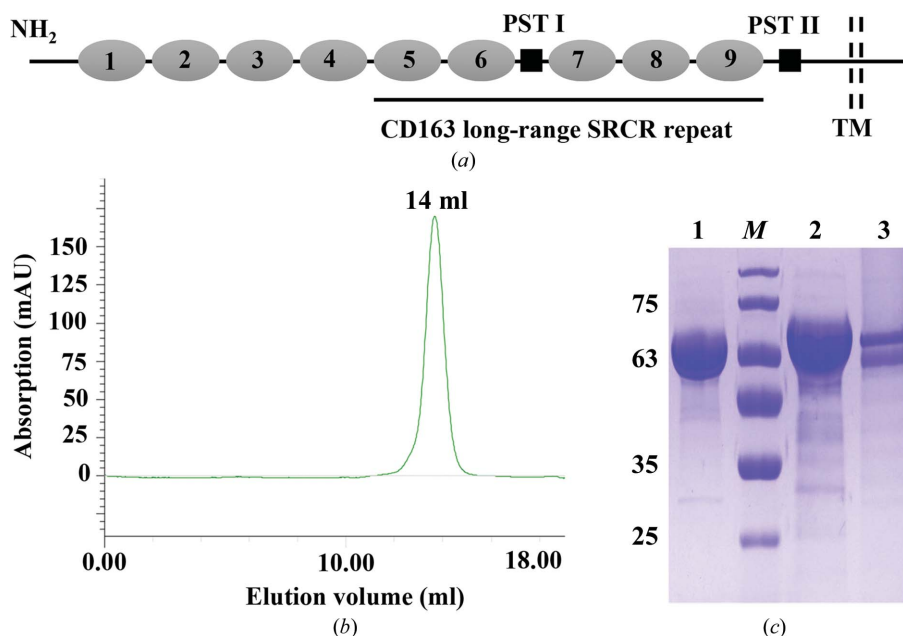 PST I PST II
NH2
1 2 3 4 5 6 7 8 9
CD163 long-range SRCR repeat
TM
(a)
14 ml
150
125
100
75
50
25
0
Absorption (mAU)
0.00 10.00 18.00
Elution volume (ml)
(b)
1 M 2 3
75
63
35
25
(c)